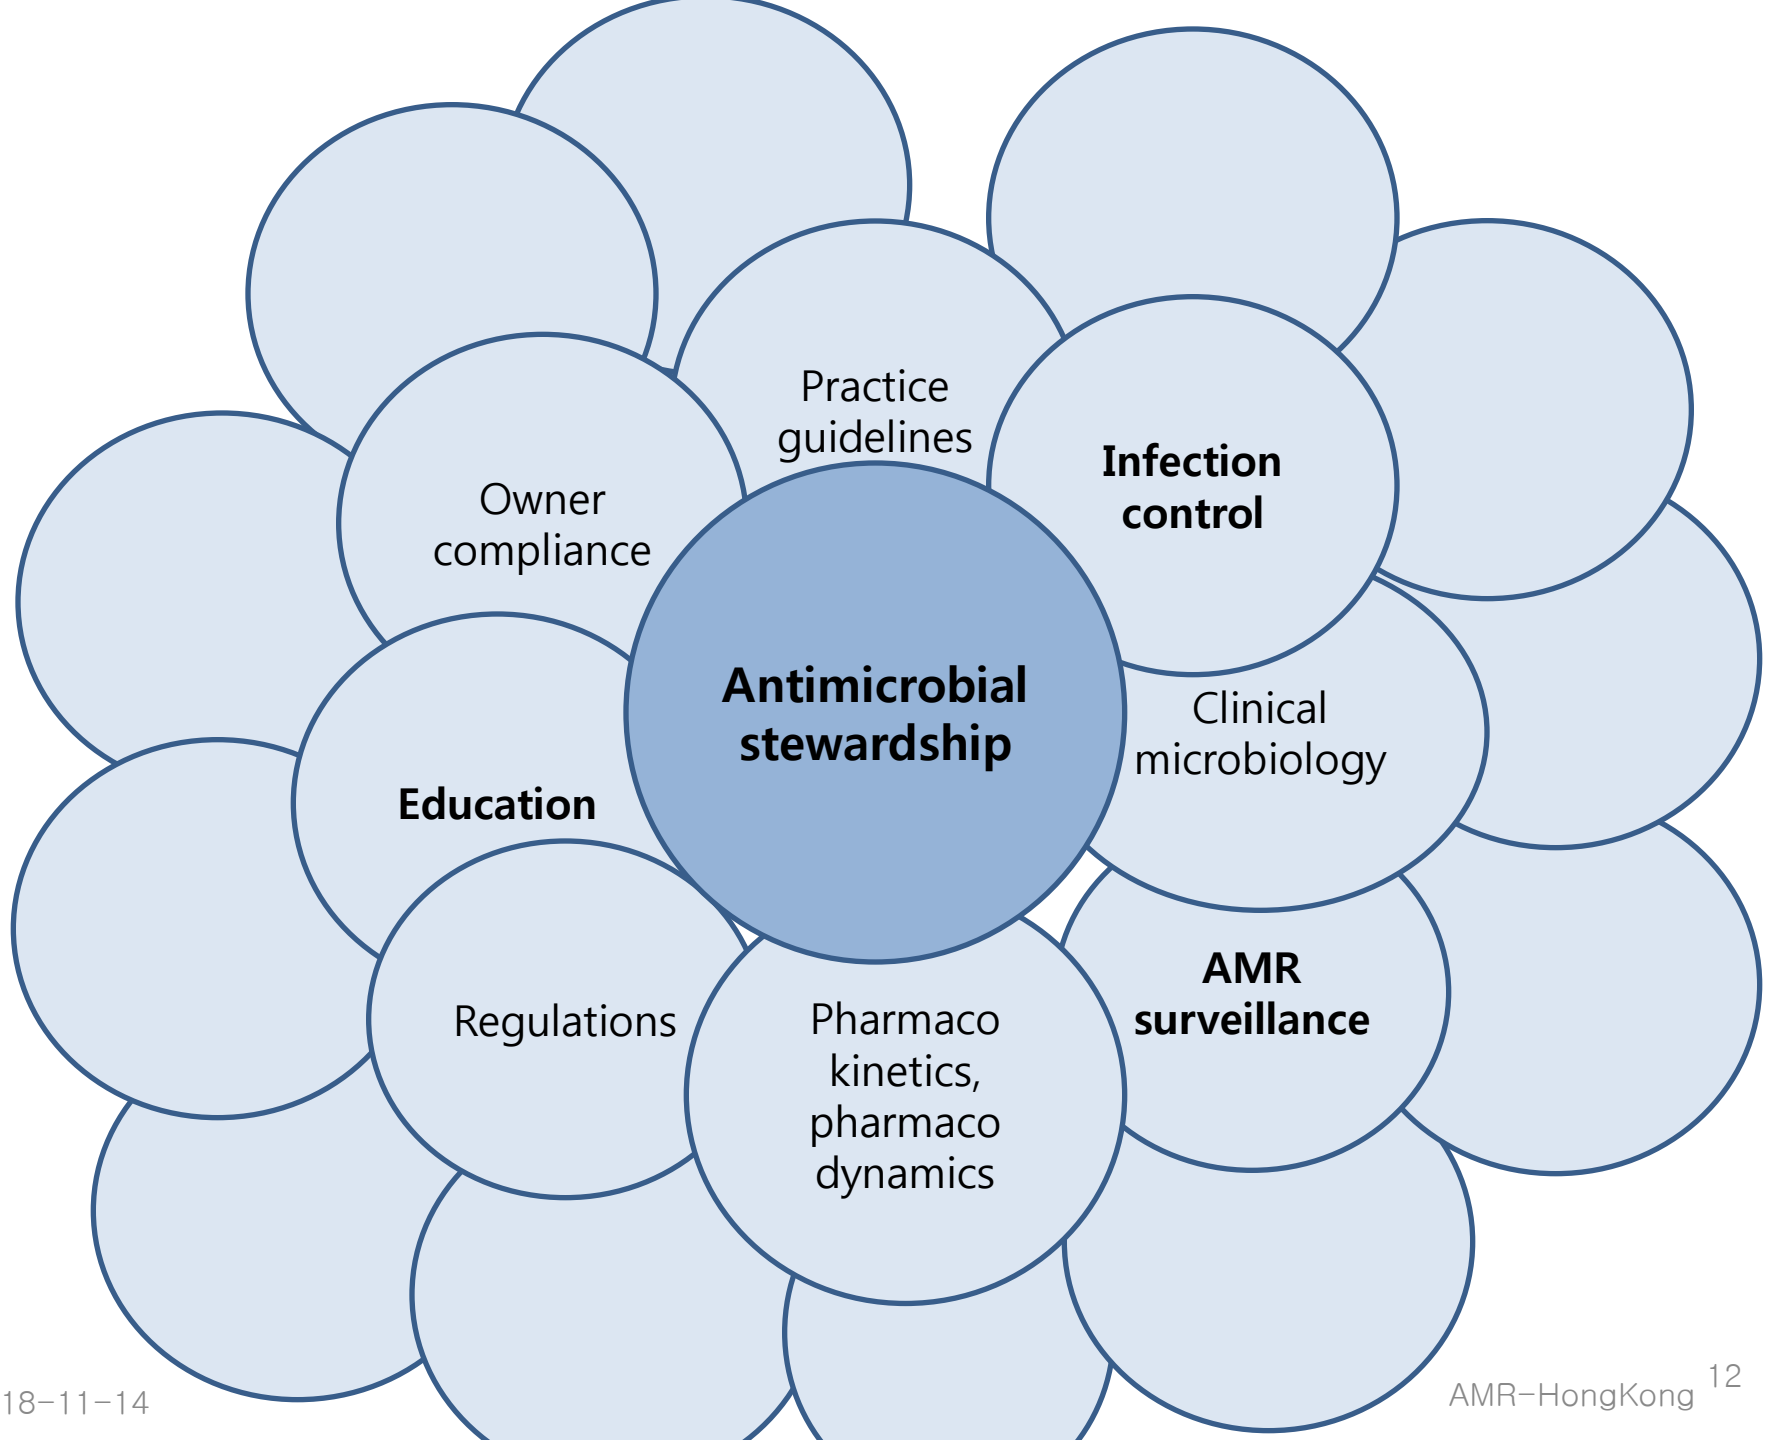 Practice
guidelines
Infection
control
Owner
compliance
Antimicrobial
stewardship
Clinical
microbiology
Education
AMR
surveillance
Regulations
Pharmaco
kinetics,
pharmaco
dynamics
18-11-14
AMR-HongKong
12